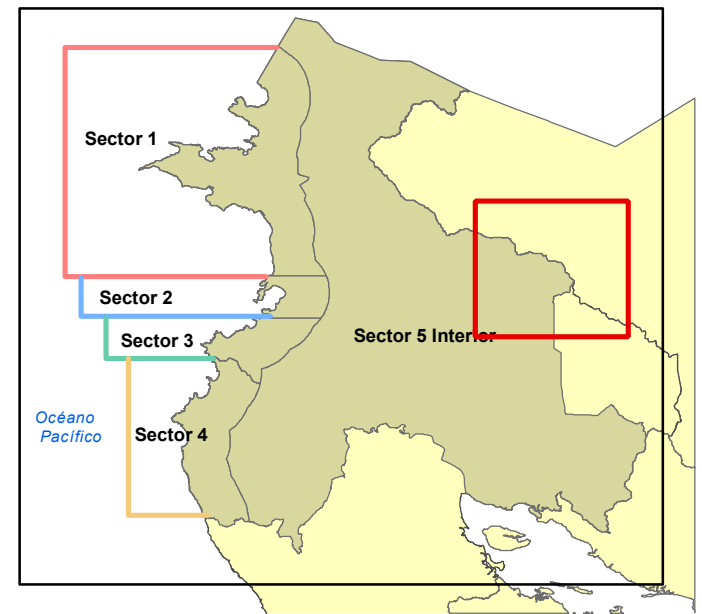 Sector 1
Sector 2
Sector 3
Sector 5 Interior
Océano
Pacífico
Sector 4